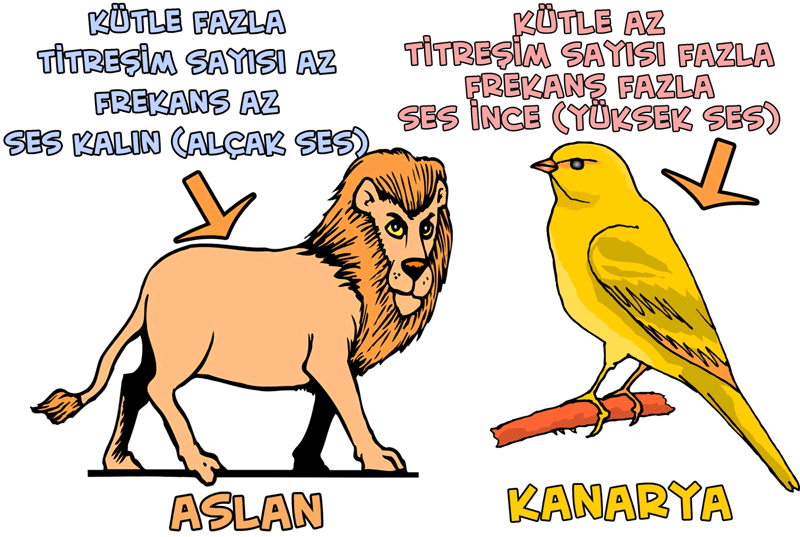 KÜTLE FAZLA
TİTREŞİM SAYISI AZ
FREKANS AZ
SES KALIN (ALÇAK SES)
KÜTLE AZ
TİTREŞİM SAYISI FAZLA
FREKANS FAZLA
SES İNCE (YÜKSEK SES)
ASLAN
KANARYA